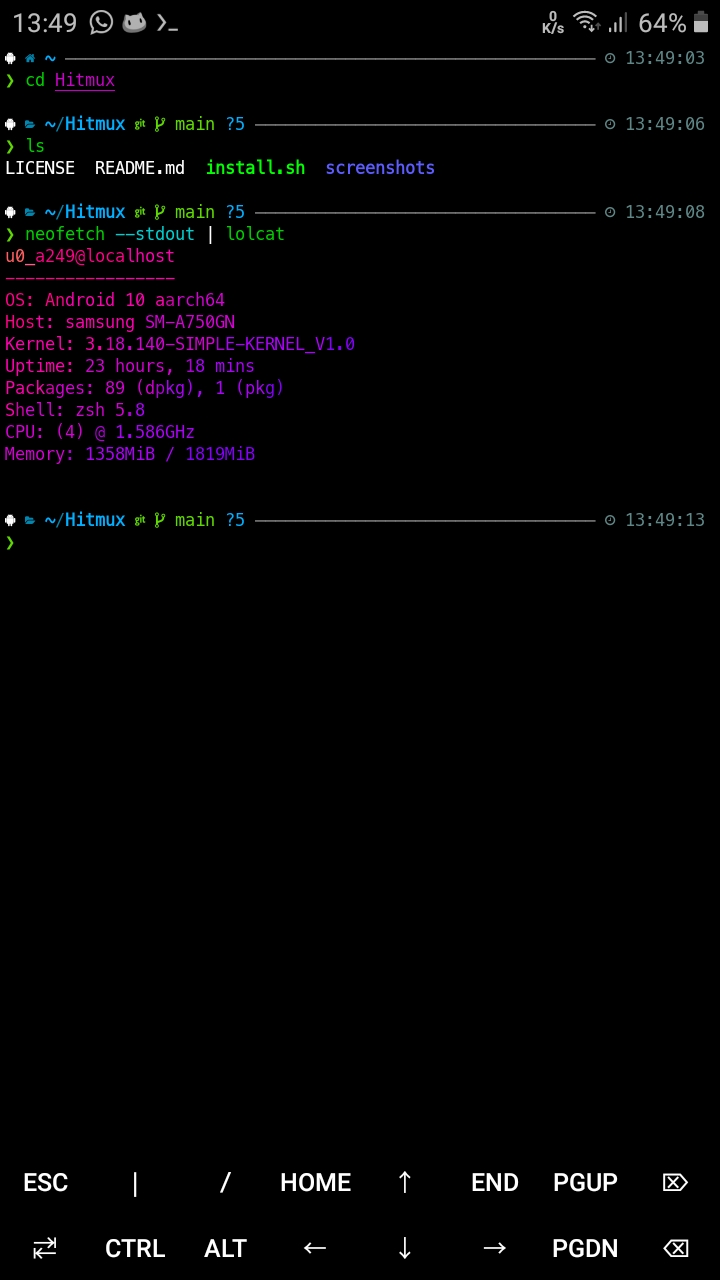 13:49 0 K/s 64%
~ 13:49:03
❯ cd Hitmux
~/Hitmux git main ?5 13:49:06
❯ ls
LICENSE README.md install.sh screenshots
~/Hitmux git main ?5 13:49:08
❯ neofetch --stdout | lolcat
u0_a249@localhost
-----------------
OS: Android 10 aarch64
Host: samsung SM-A750GN
Kernel: 3.18.140-SIMPLE-KERNEL_V1.0
Uptime: 23 hours, 18 mins
Packages: 89 (dpkg), 1 (pkg)
Shell: zsh 5.8
CPU: (4) @ 1.586GHz
Memory: 1358MiB / 1819MiB
~/Hitmux git main ?5 13:49:13
❯
ESC | / HOME ↑ END PGUP ⌦
⇄ CTRL ALT ← ↓ → PGDN ⌫